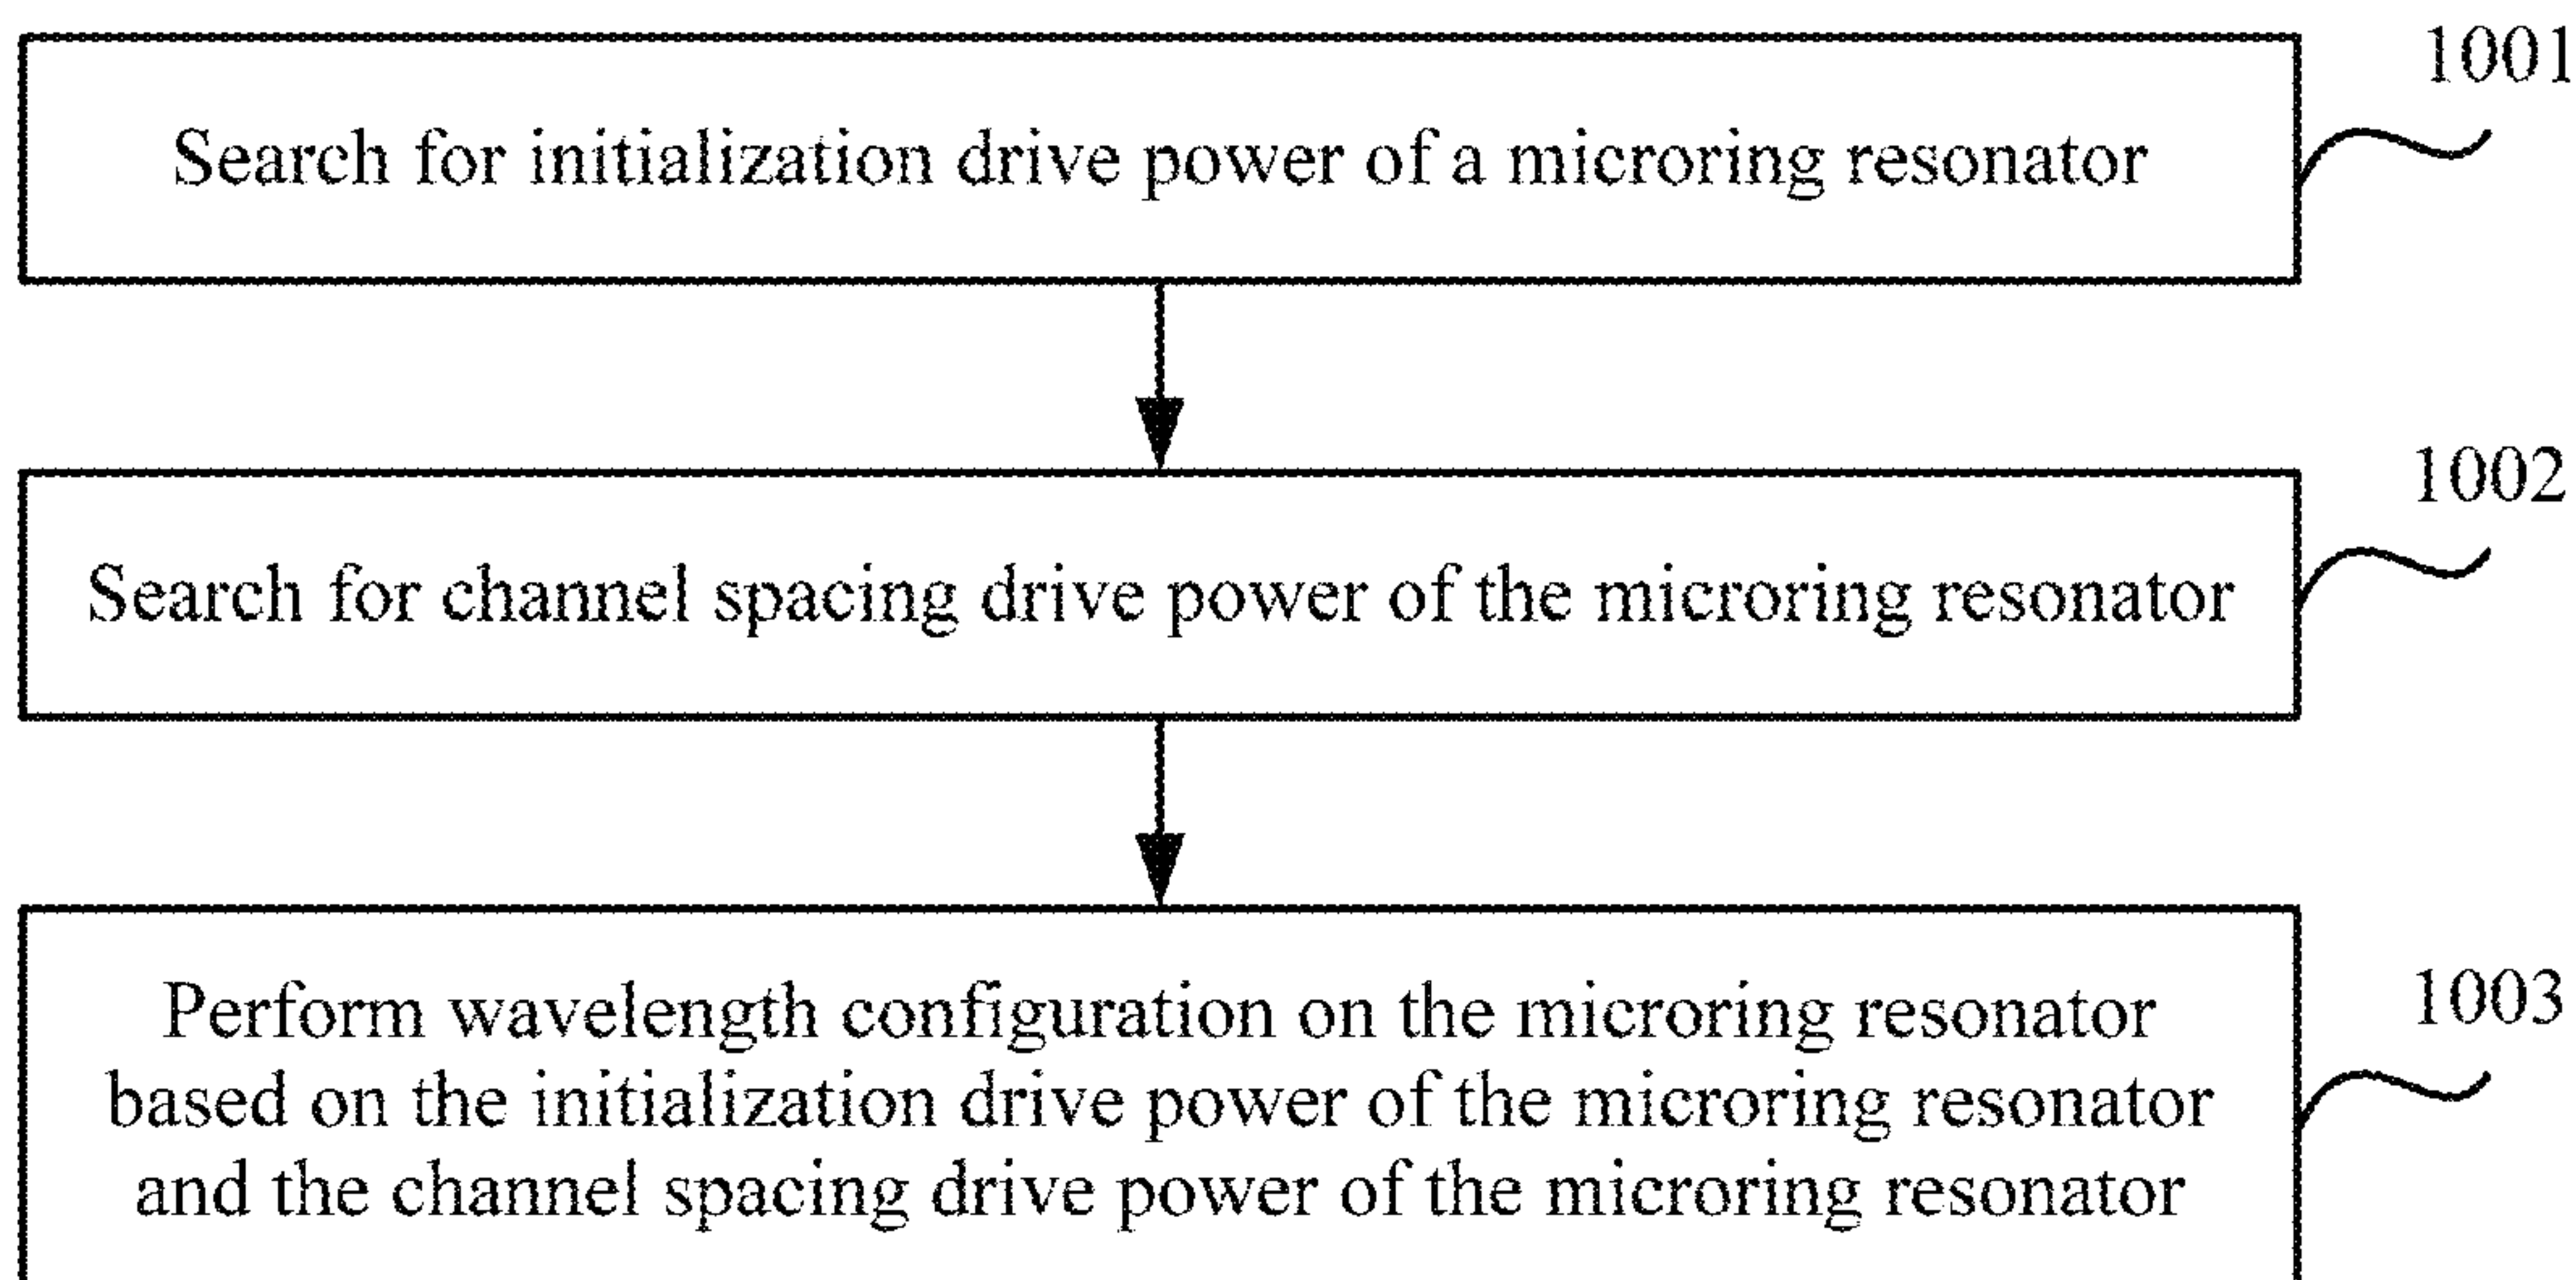 1001
Search for initialization drive power of a microring resonator
1002
Search for channel spacing drive power of the microring resonator
1003
Perform wavelength configuration on the microring resonator
based on the initialization drive power of the microring resonator
and the channel spacing drive power of the microring resonator